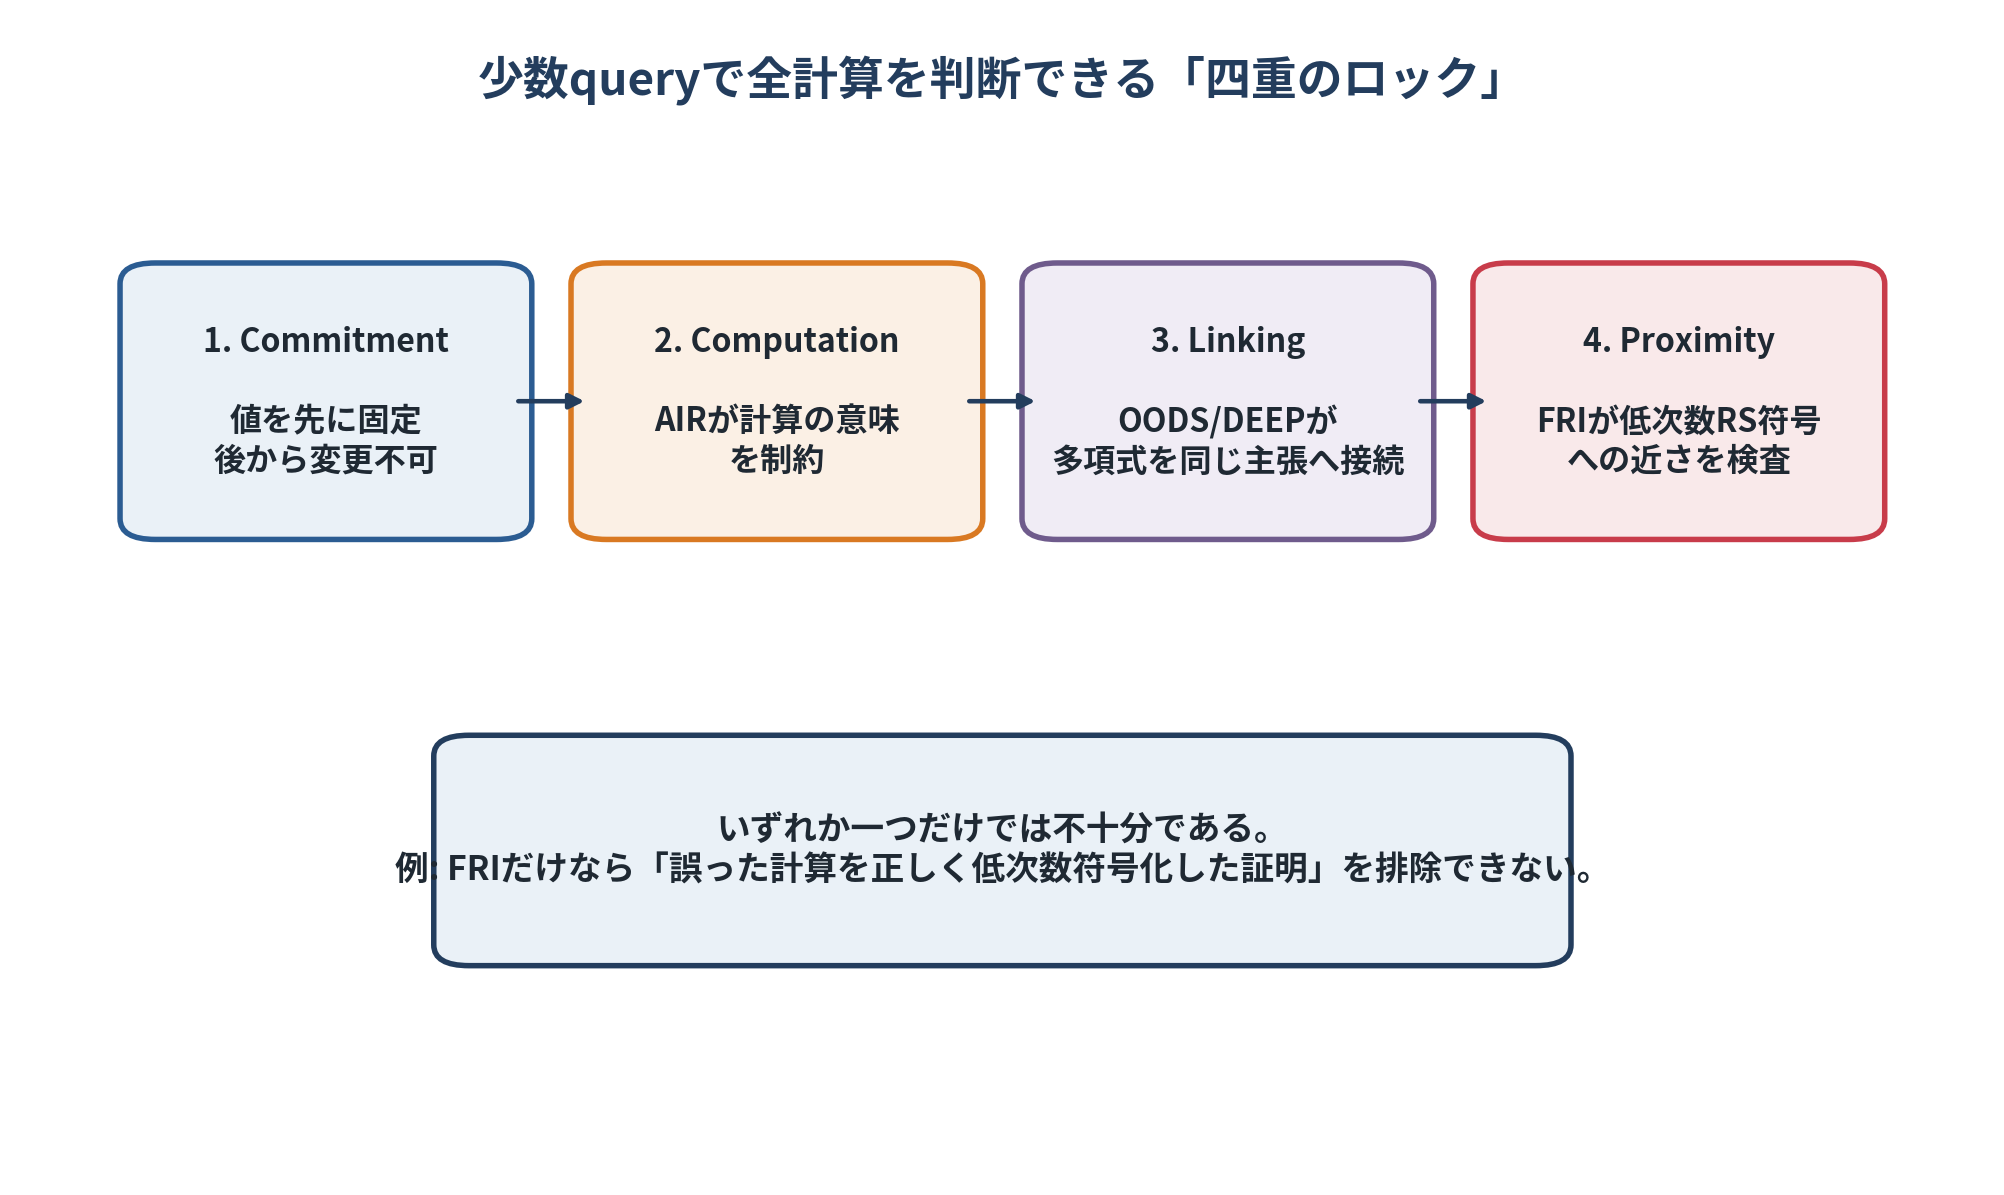 少数queryで全計算を判断できる「四重のロック」
1. Commitment
値を先に固定
後から変更不可
2. Computation
AIRが計算の意味
を制約
3. Linking
OODS/DEEPが
多項式を同じ主張へ接続
4. Proximity
FRIが低次数RS符号
への近さを検査
いずれか一つだけでは不十分である。
例: FRIだけなら「誤った計算を正しく低次数符号化した証明」を排除できない。